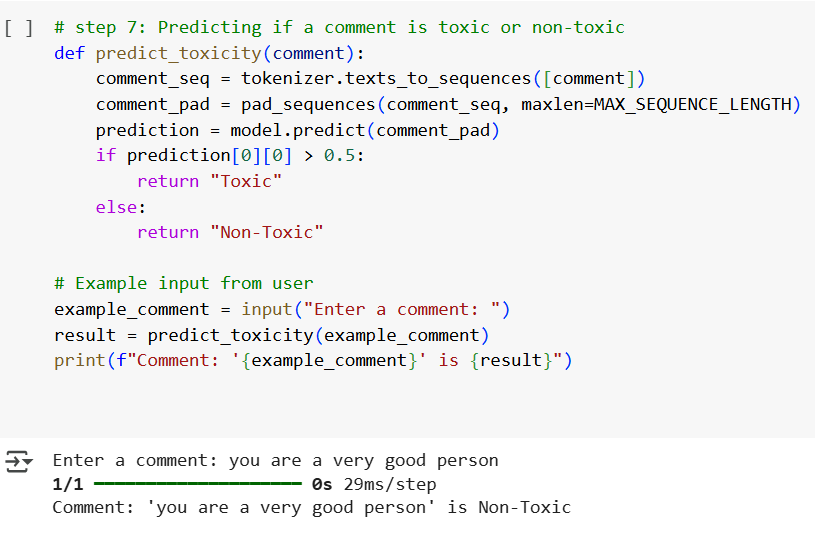 [ ] # step 7: Predicting if a comment is toxic or non-toxic
def predict_toxicity(comment):
    comment_seq = tokenizer.texts_to_sequences([comment])
    comment_pad = pad_sequences(comment_seq, maxlen=MAX_SEQUENCE_LENGTH)
    prediction = model.predict(comment_pad)
    if prediction[0][0] > 0.5:
        return "Toxic"
    else:
        return "Non-Toxic"
# Example input from user
example_comment = input("Enter a comment: ")
result = predict_toxicity(example_comment)
print(f"Comment: '{example_comment}' is {result}")
Enter a comment: you are a very good person
1/1 0s 29ms/step
Comment: 'you are a very good person' is Non-Toxic